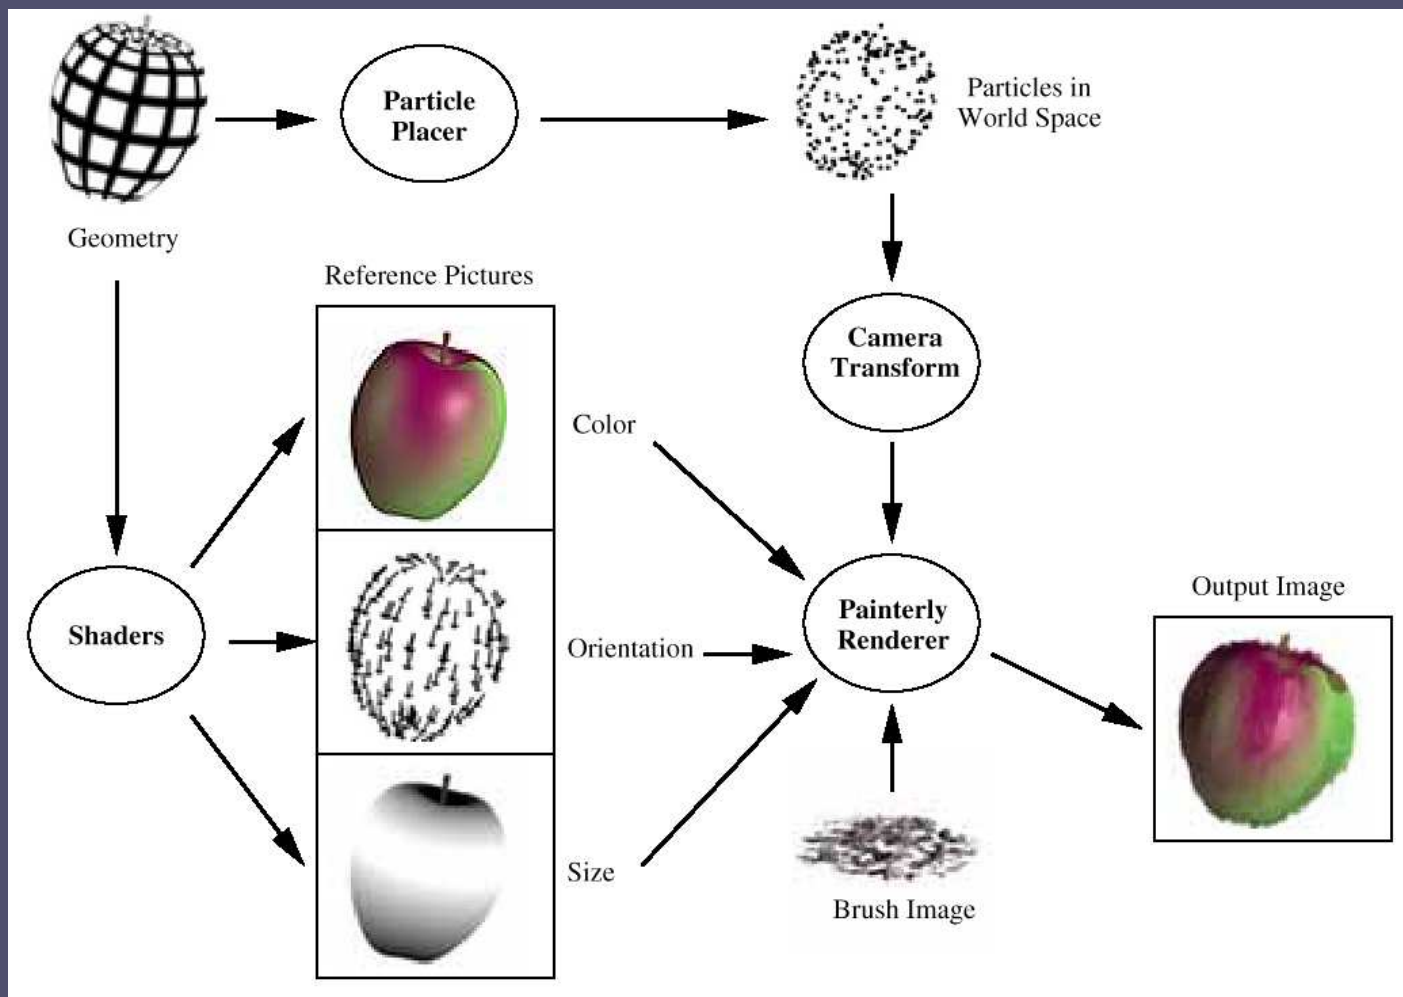 Particle
Placer
Particles in
World Space
Geometry
Reference Pictures
Camera
Transform
Color
Shaders
Orientation
Painterly
Renderer
Output Image
Size
Brush Image